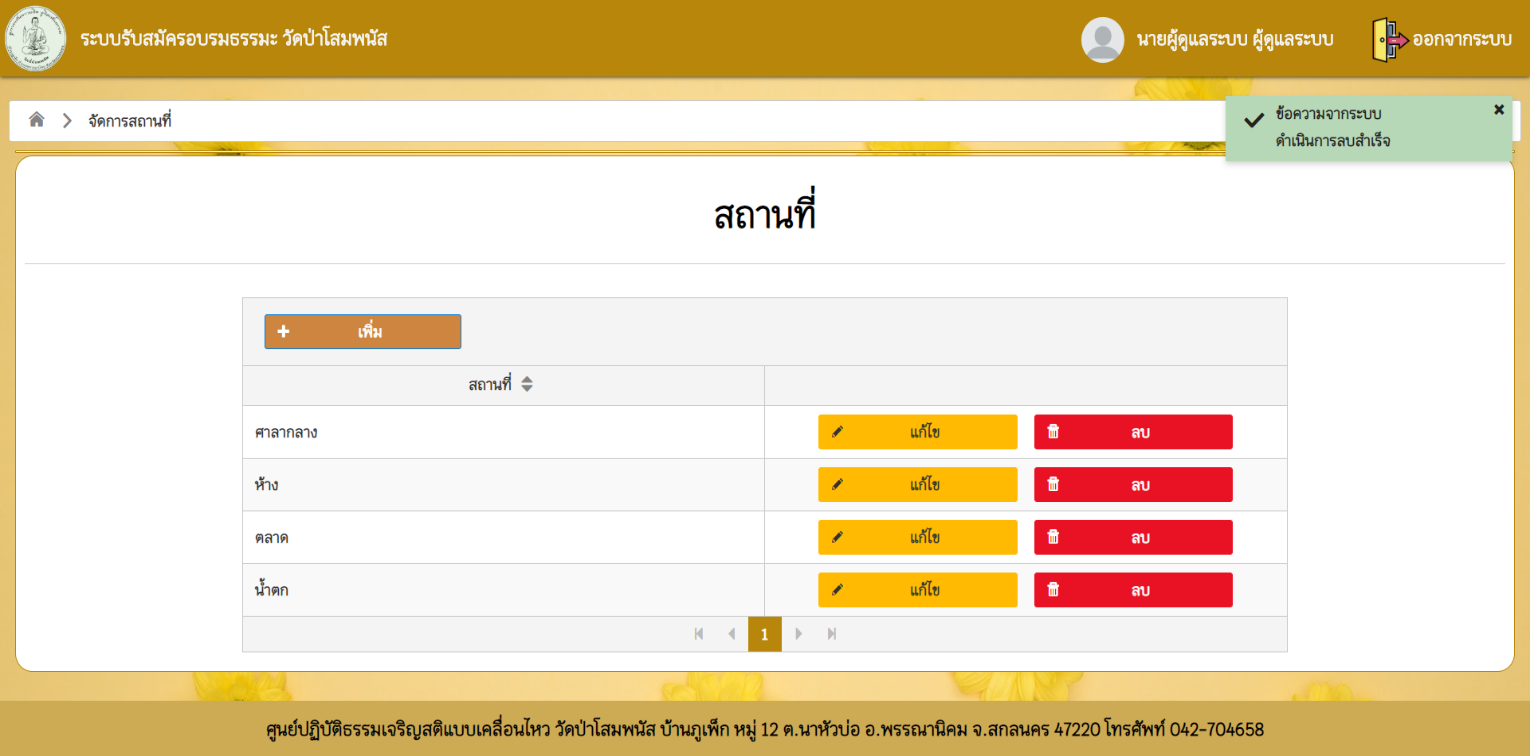 ระบบรับสมัครอบรมธรรมะ วัดป่าโสมพนัส
นายผู้ดูแลระบบ ผู้ดูแลระบบ
ออกจากระบบ
จัดการสถานที่
ข้อความจากระบบ
ดำเนินการลบสำเร็จ
สถานที่
เพิ่ม
สถานที่
ศาลากลาง แก้ไข ลบ
ห้าง แก้ไข ลบ
ตลาด แก้ไข ลบ
น้ำตก แก้ไข ลบ
1
ศูนย์ปฏิบัติธรรมเจริญสติแบบเคลื่อนไหว วัดป่าโสมพนัส บ้านภูเพ็ก หมู่ 12 ต.นาหัวบ่อ อ.พรรณานิคม จ.สกลนคร 47220 โทรศัพท์ 042-704658